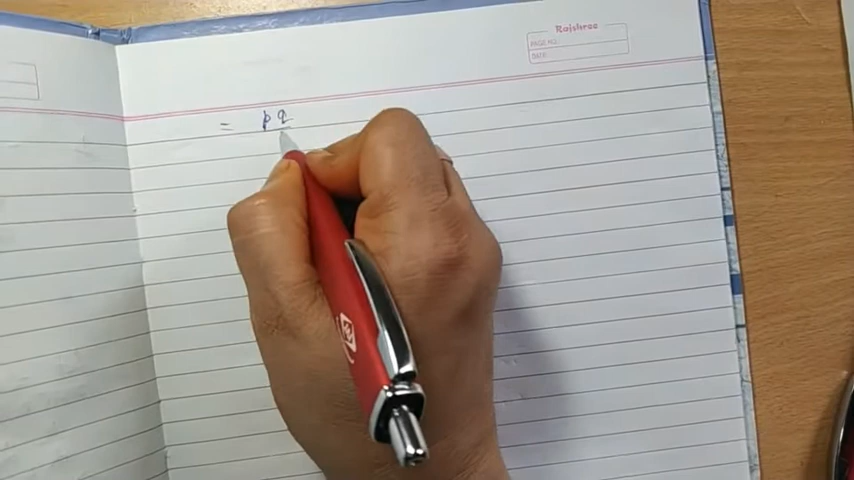 Rajshree
PAGE NO.
DATE
= pq